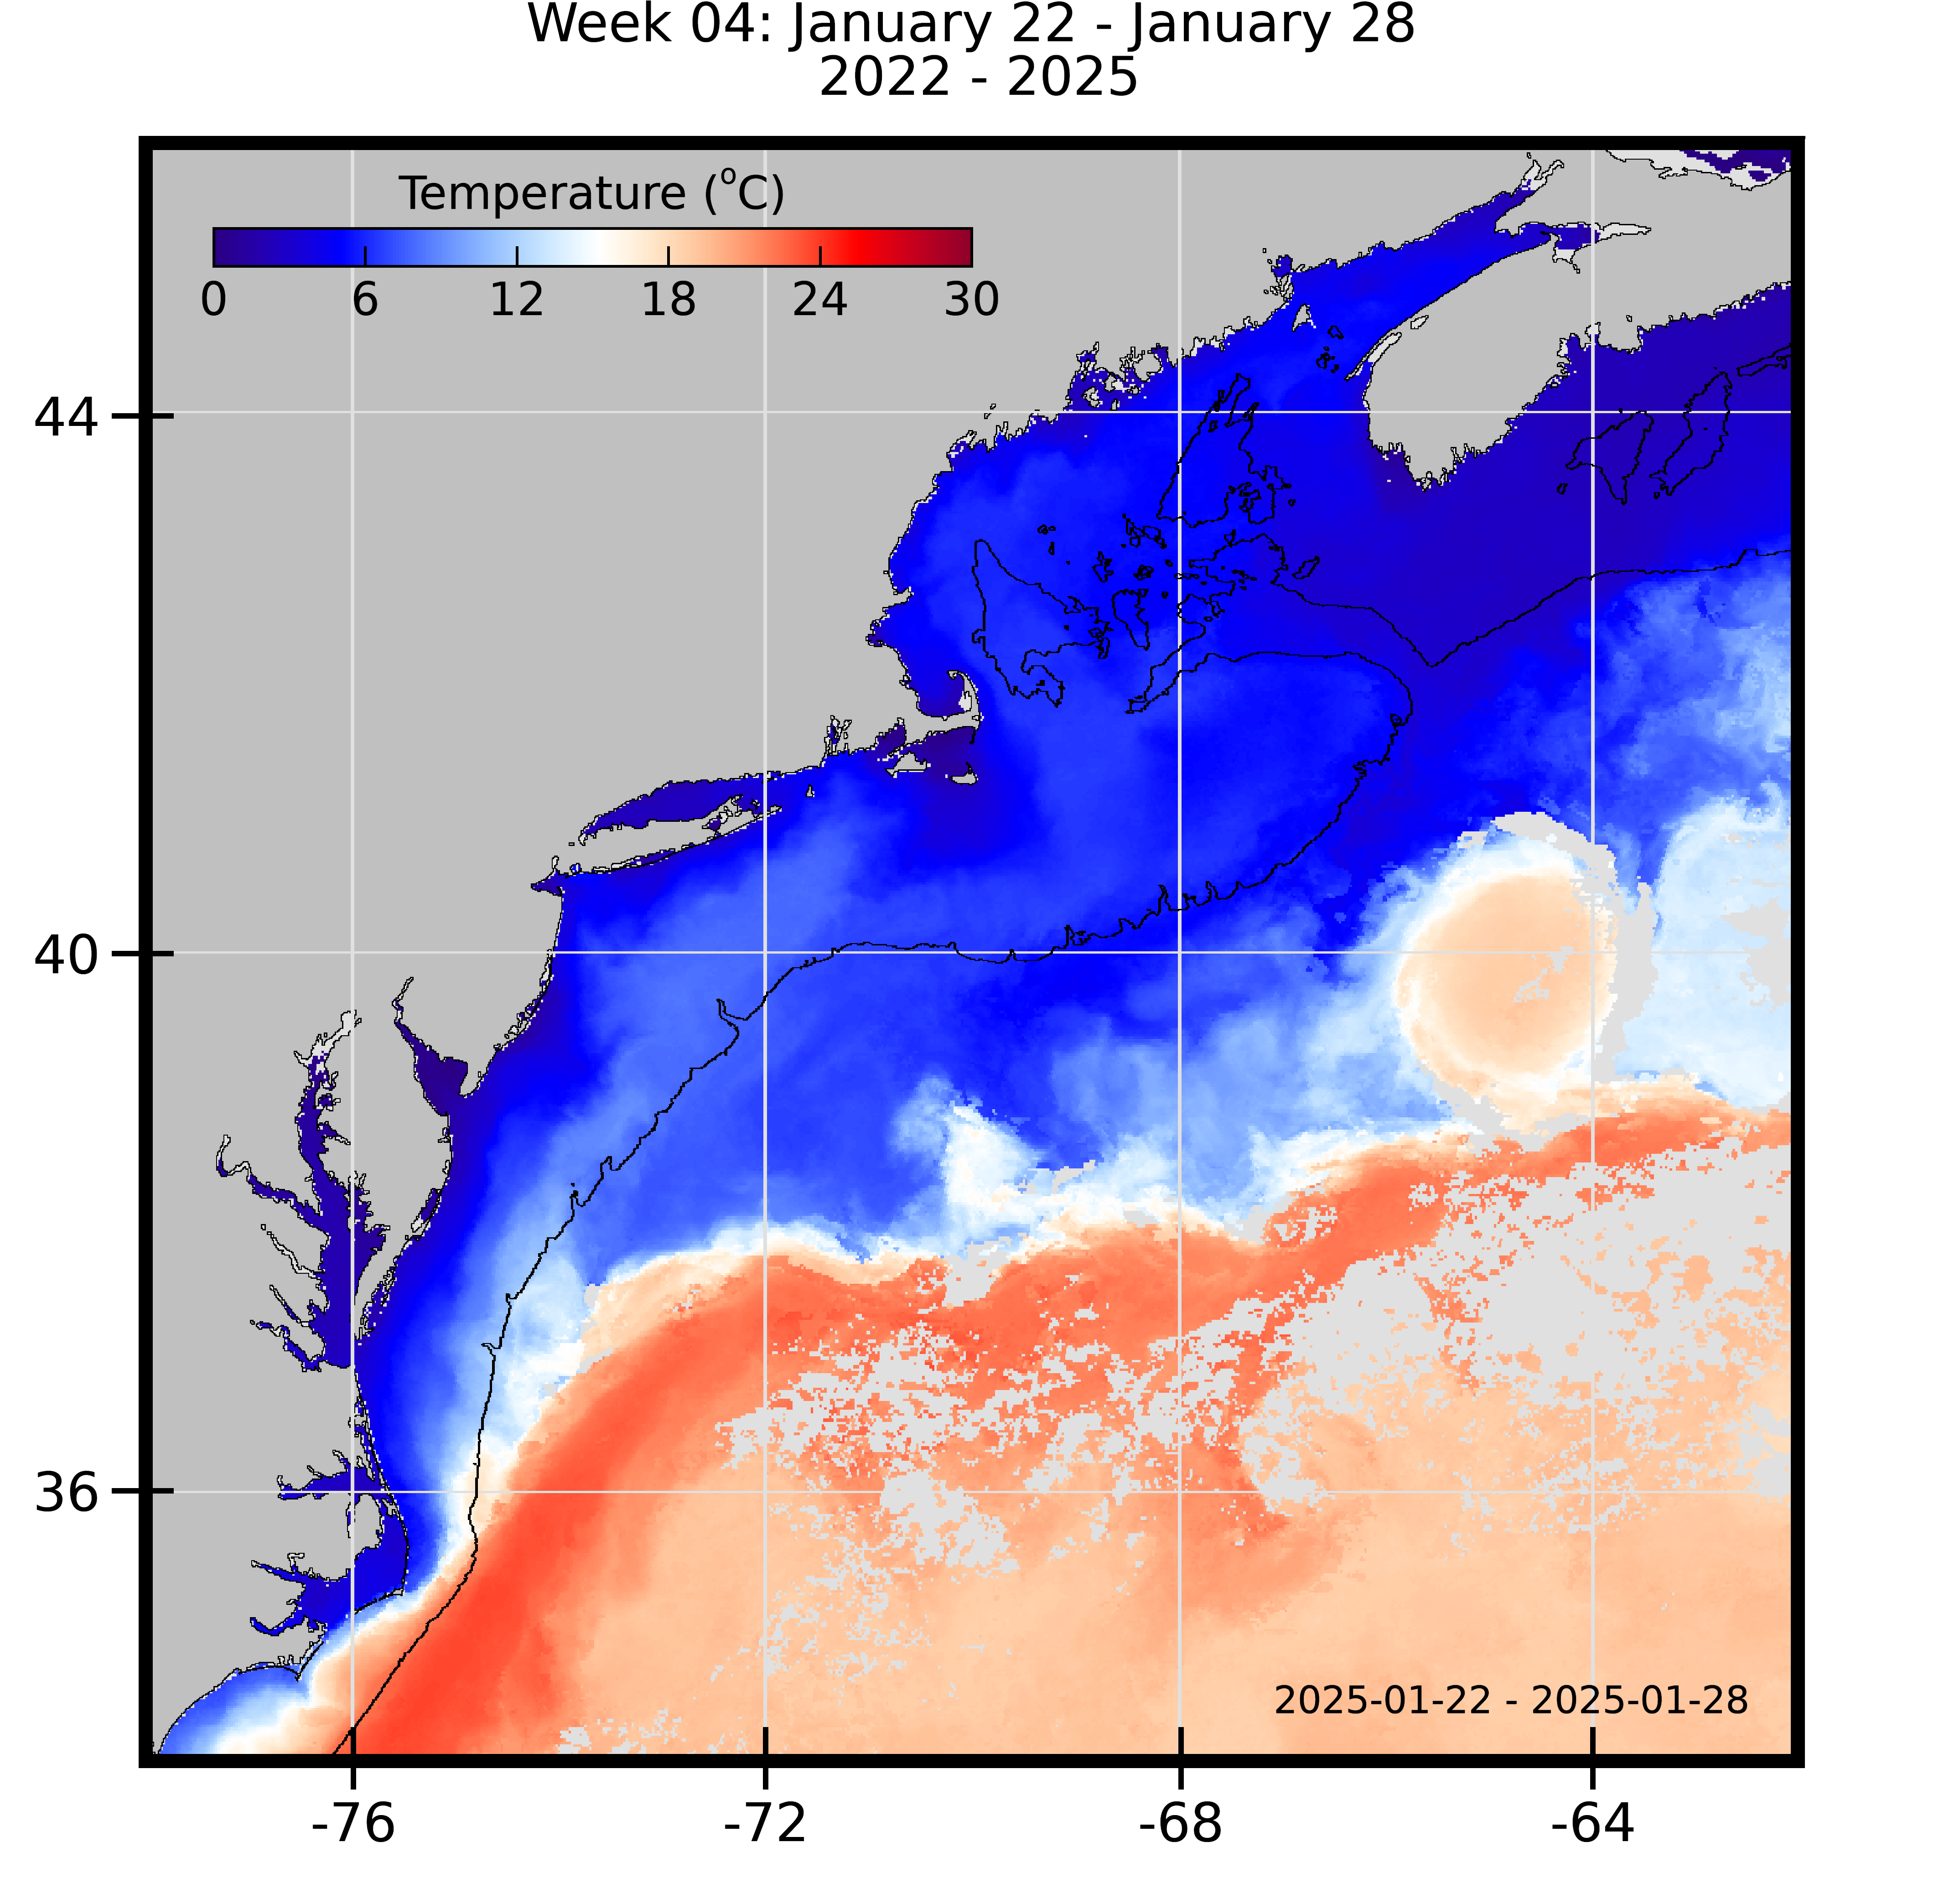 Week 04: January 22 - January 28
2022 - 2025
Temperature (°C)
0 6 12 18 24 30
44
40
36
2025-01-22 - 2025-01-28
-76 -72 -68 -64